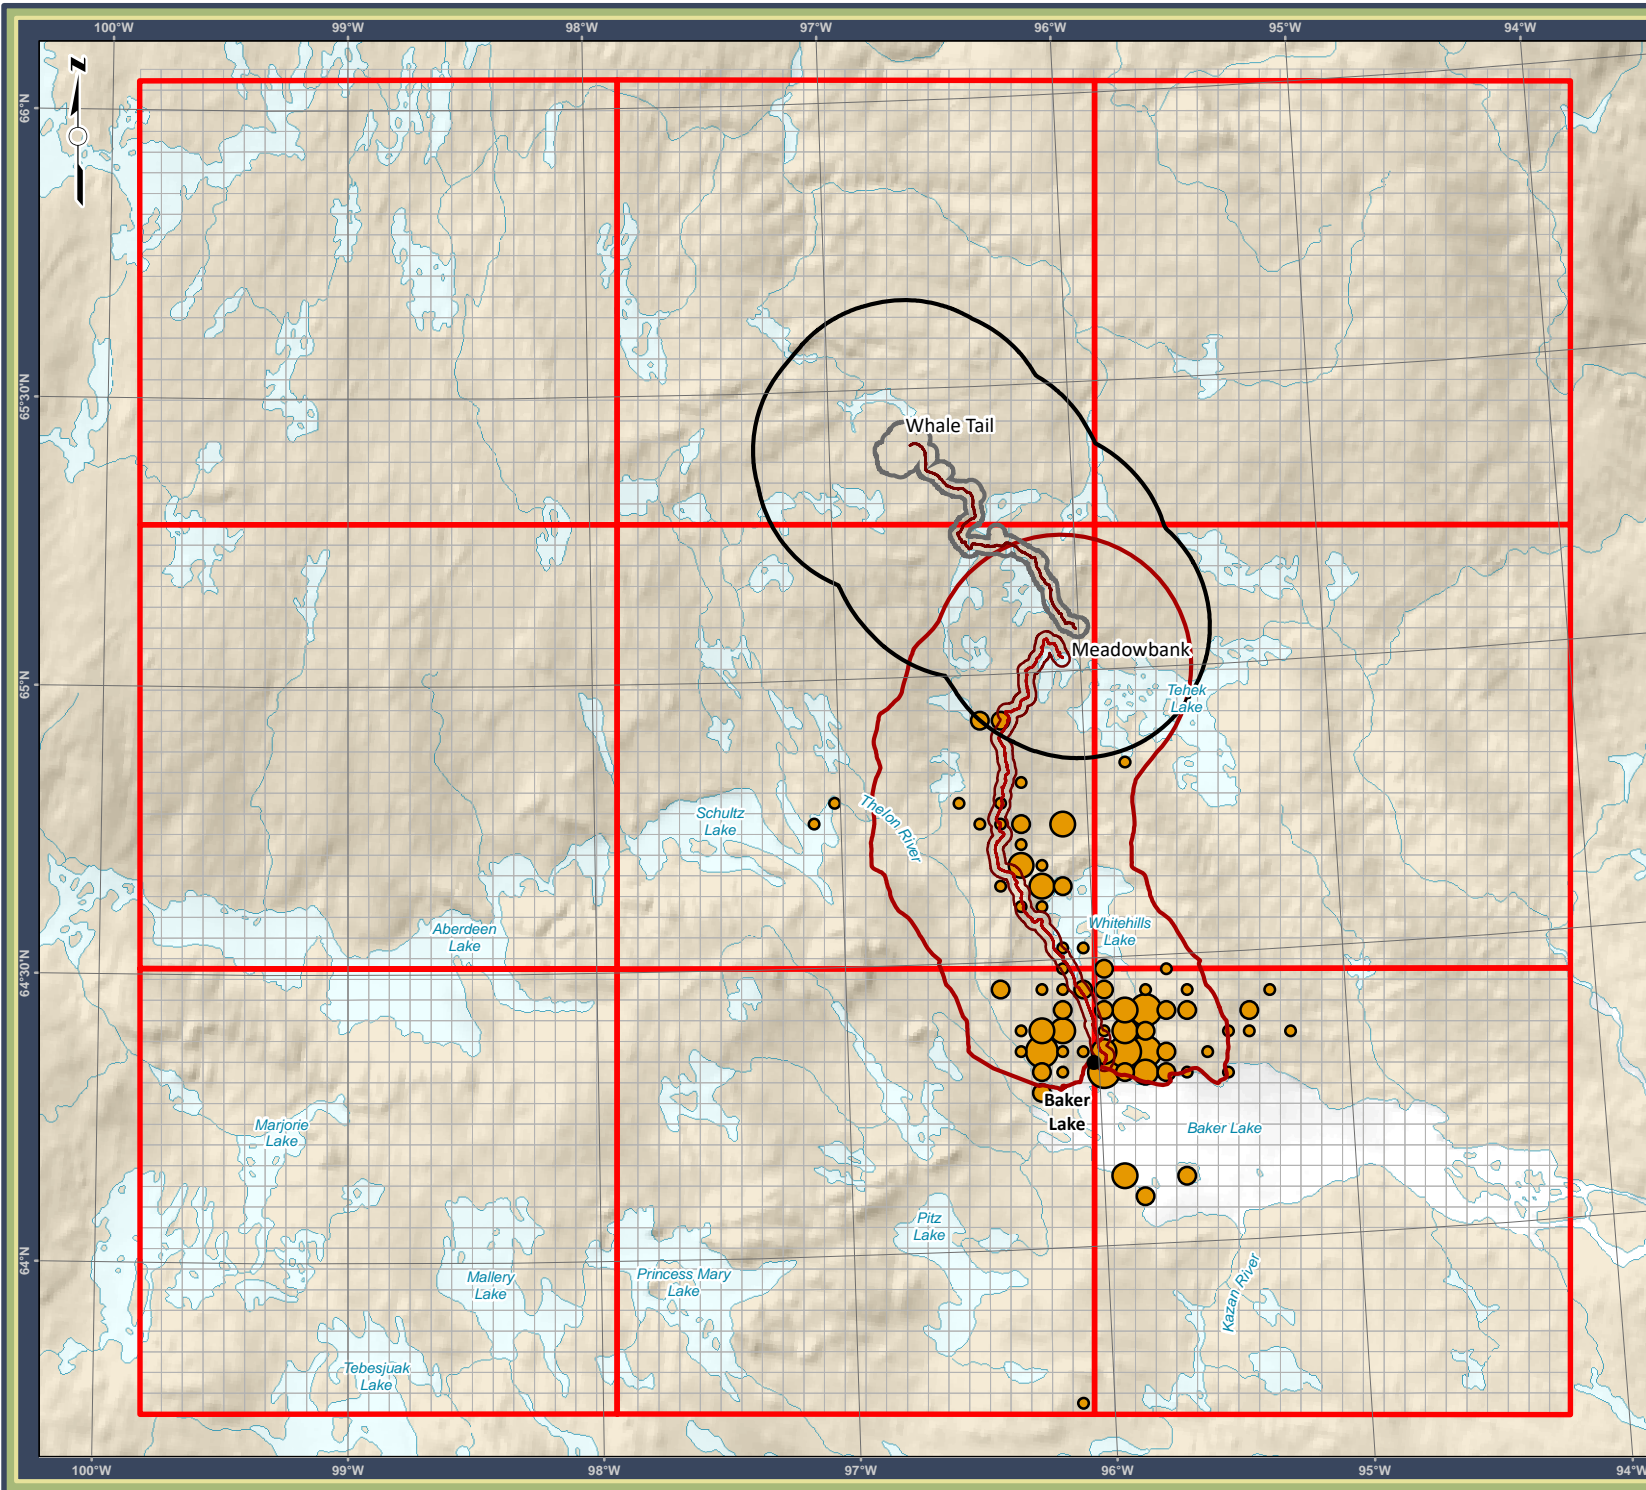 100°W 99°W 98°W 97°W 96°W 95°W 94°W
N
66°N
65°30'N
Whale Tail
65°N
Meadowbank
Tehek
Lake
Schultz
Lake
Thelon River
Aberdeen
Lake
Whitehills
Lake
64°30'N
Baker
Lake
Baker Lake
Marjorie
Lake
Pitz
Lake
64°N
Mallery
Lake
Princess Mary
Lake
Kazan River
Tebesjuak
Lake
100°W 99°W 98°W 97°W 96°W 95°W 94°W